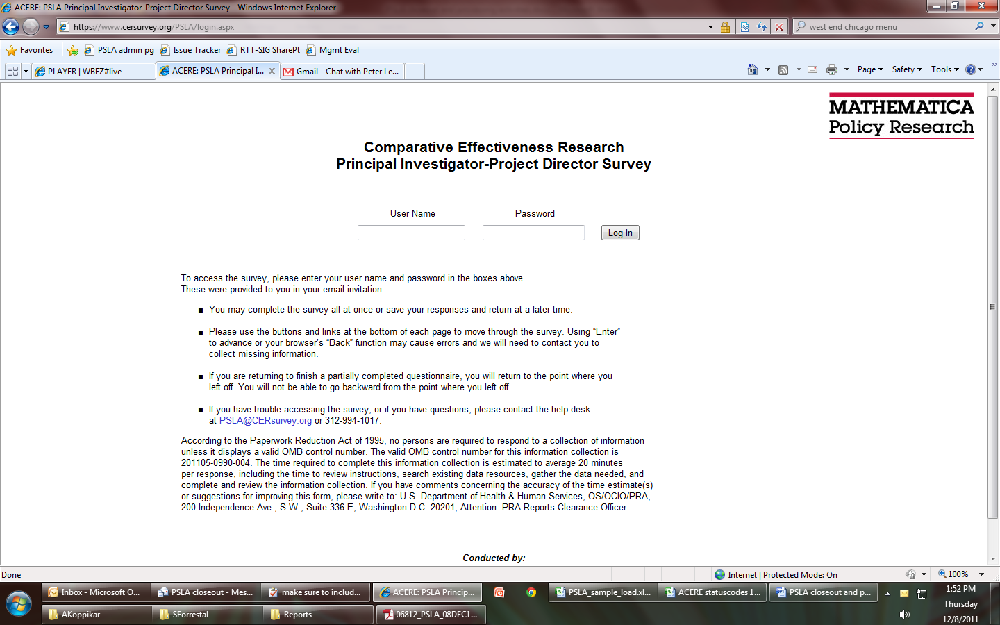 ACERE: PSLA Principal Investigator-Project Director Survey - Windows Internet Explorer
https://www.cersurvey.org/PSLA/login.aspx
west end chicago menu
Favorites
PSLA admin pg
Issue Tracker
RTT-SIG SharePt
Mgmt Eval
PLAYER | WBEZ#live
ACERE: PSLA Principal I...
Gmail - Chat with Peter Le...
Page
Safety
Tools
MATHEMATICA
Policy Research
Comparative Effectiveness Research
Principal Investigator-Project Director Survey
User Name
Password
Log In
To access the survey, please enter your user name and password in the boxes above.
These were provided to you in your email invitation.
You may complete the survey all at once or save your responses and return at a later time.
Please use the buttons and links at the bottom of each page to move through the survey. Using “Enter”
to advance or your browser’s “Back” function may cause errors and we will need to contact you to
collect missing information.
If you are returning to finish a partially completed questionnaire, you will return to the point where you
left off. You will not be able to go backward from the point where you left off.
If you have trouble accessing the survey, or if you have questions, please contact the help desk
at PSLA@CERsurvey.org or 312-994-1017.
According to the Paperwork Reduction Act of 1995, no persons are required to respond to a collection of information
unless it displays a valid OMB control number. The valid OMB control number for this information collection is
201105-0990-004. The time required to complete this information collection is estimated to average 20 minutes
per response, including the time to review instructions, search existing data resources, gather the data needed, and
complete and review the information collection. If you have comments concerning the accuracy of the time estimate(s)
or suggestions for improving this form, please write to: U.S. Department of Health & Human Services, OS/OCIO/PRA,
200 Independence Ave., S.W., Suite 336-E, Washington D.C. 20201, Attention: PRA Reports Clearance Officer.
Conducted by:
Done
Internet | Protected Mode: On
100%
Inbox - Microsoft O...
PSLA closeout - Mes...
make sure to includ...
ACERE: PSLA Princip...
PSLA_sample_load.xl...
ACERE statuscodes 1...
PSLA closeout and p...
1:52 PM
Thursday
12/8/2011
AKoppikar
SForrestal
Reports
06812_PSLA_08DEC1...